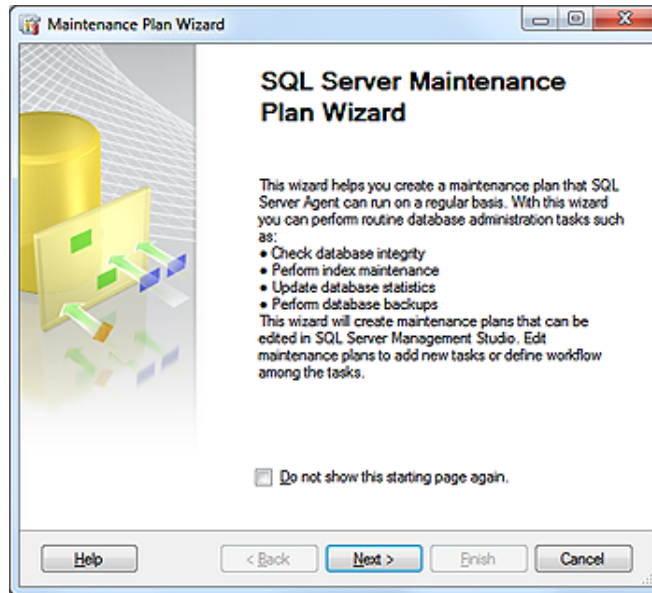 Maintenance Plan Wizard
SQL Server Maintenance
Plan Wizard
This wizard helps you create a maintenance plan that SQL
Server Agent can run on a regular basis. With this wizard
you can perform routine database administration tasks such
as:
• Check database integrity
• Perform index maintenance
• Update database statistics
• Perform database backups
This wizard will create maintenance plans that can be
edited in SQL Server Management Studio. Edit
maintenance plans to add new tasks or define workflow
among the tasks.
Do not show this starting page again.
Help < Back Next > Finish Cancel